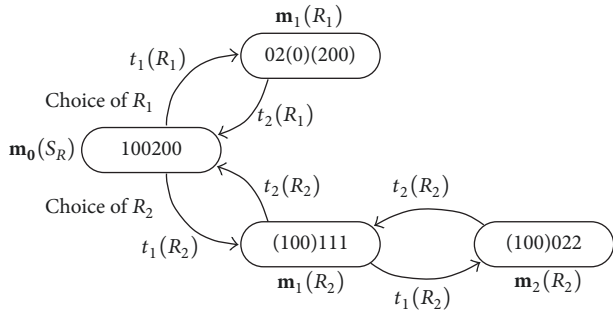 m₁(R₁)
02(0)(200)
t₁(R₁)
Choice of R₁
t₂(R₁)
m₀(S_R)
100200
Choice of R₂
t₁(R₂)
t₂(R₂)
t₂(R₂)
(100)111
(100)022
m₁(R₂)
t₁(R₂)
m₂(R₂)